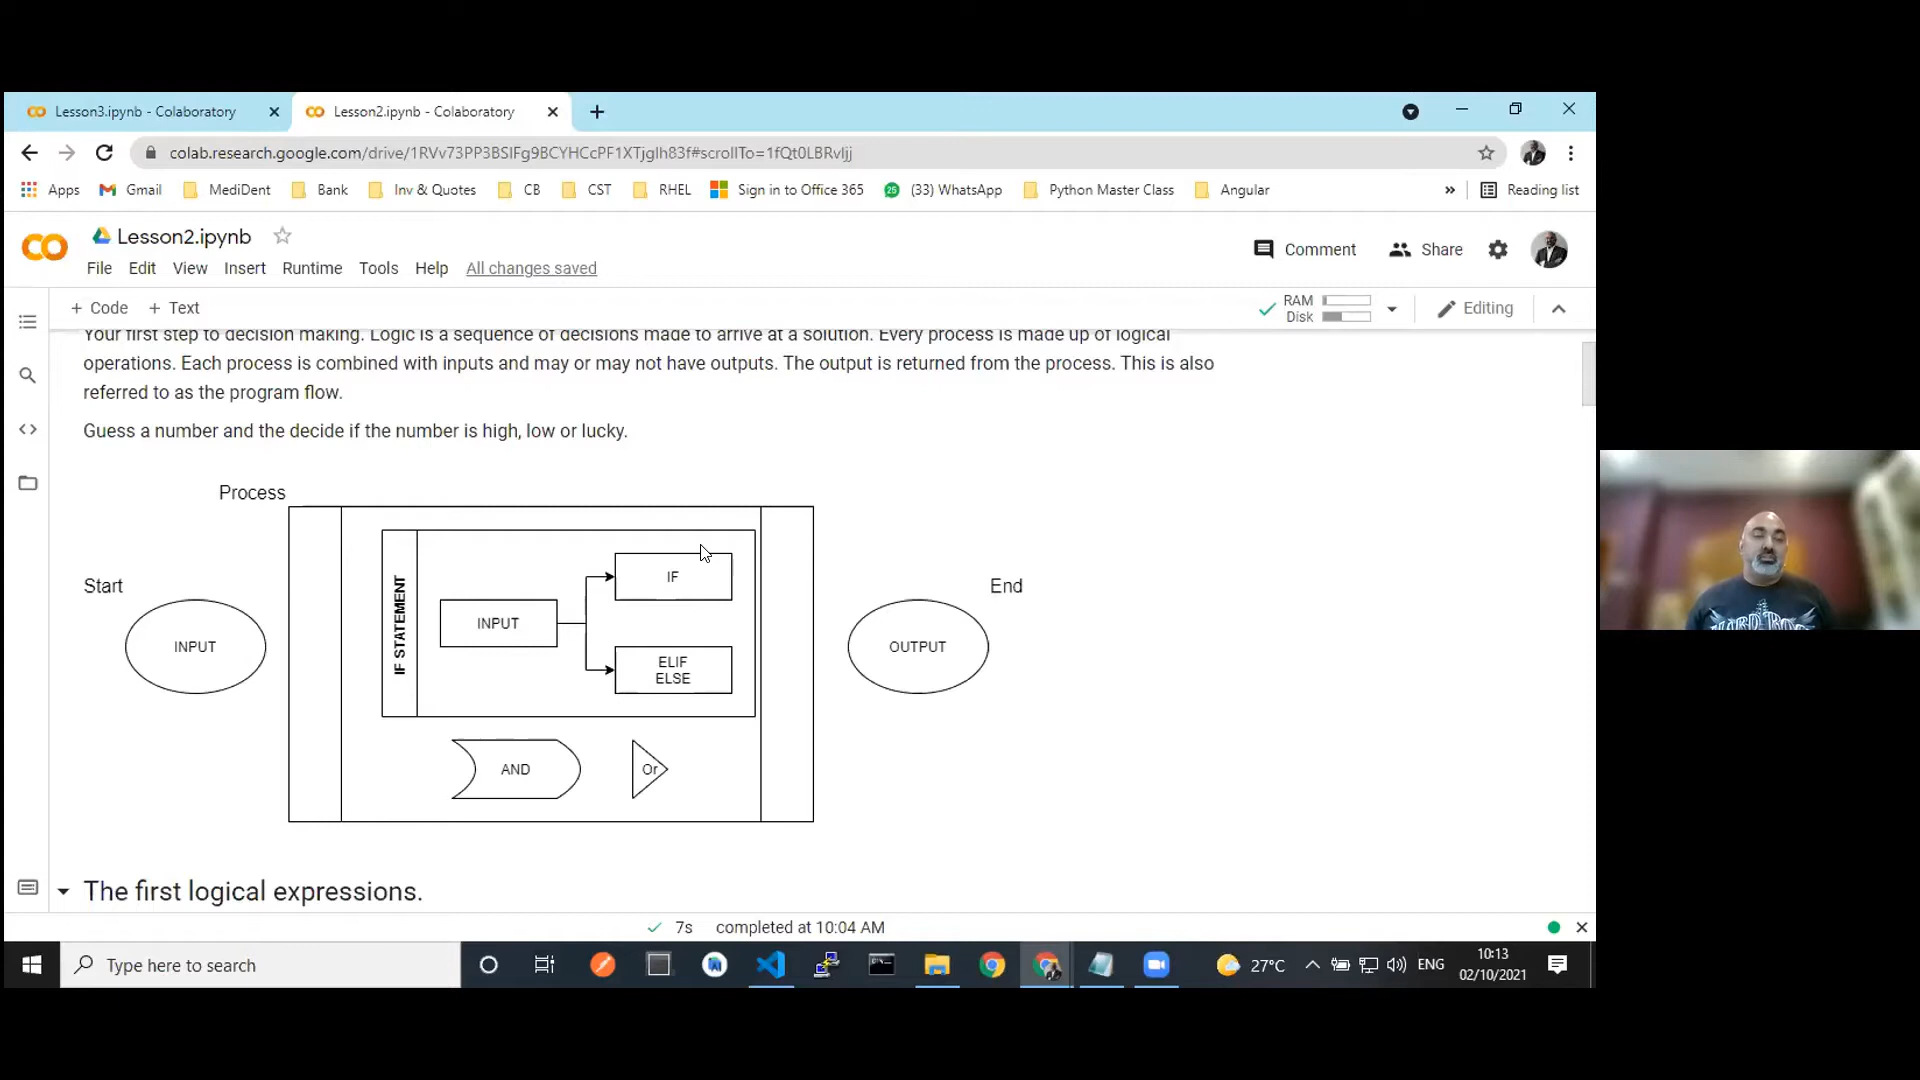 Lesson3.ipynb - Colaboratory
Lesson2.ipynb - Colaboratory
colab.research.google.com/drive/1RVv73PP3BSlFg9BCYHCcPF1XTjglh83f#scrollTo=1fQt0LBRvljj
Apps Gmail MediDent Bank Inv & Quotes CB CST RHEL Sign in to Office 365 (33) WhatsApp Python Master Class Angular » Reading list
Lesson2.ipynb
Comment Share
File Edit View Insert Runtime Tools Help All changes saved
+ Code + Text
RAM
Disk
Editing
Your first step to decision making. Logic is a sequence of decisions made to arrive at a solution. Every process is made up of logical
operations. Each process is combined with inputs and may or may not have outputs. The output is returned from the process. This is also
referred to as the program flow.
Guess a number and the decide if the number is high, low or lucky.
Process
Start
INPUT
IF STATEMENT
INPUT
IF
ELIF
ELSE
AND
Or
End
OUTPUT
The first logical expressions.
7s completed at 10:04 AM
Type here to search
27°C
ENG
10:13
02/10/2021